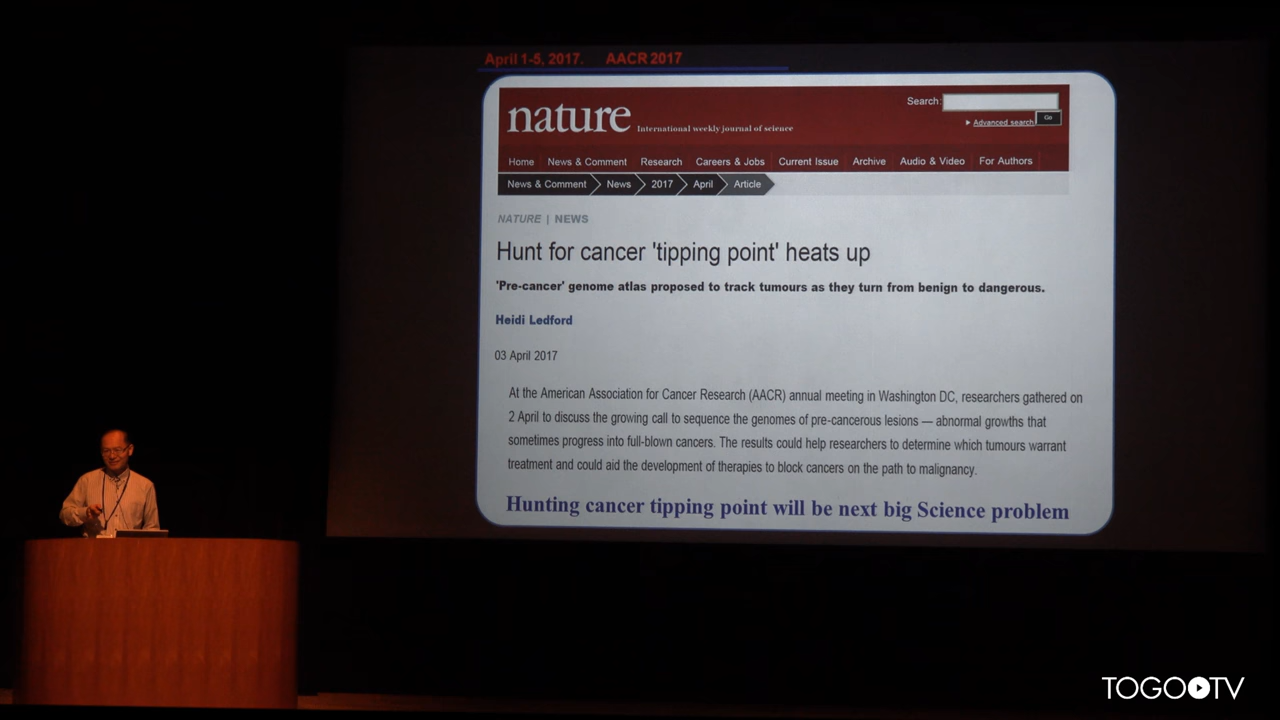 April 1-5, 2017. AACR 2017
nature International weekly journal of science
Search:
Go
Advanced search
Home News & Comment Research Careers & Jobs Current Issue Archive Audio & Video For Authors
News & Comment News 2017 April Article
NATURE | NEWS
Hunt for cancer 'tipping point' heats up
'Pre-cancer' genome atlas proposed to track tumours as they turn from benign to dangerous.
Heidi Ledford
03 April 2017
At the American Association for Cancer Research (AACR) annual meeting in Washington DC, researchers gathered on
2 April to discuss the growing call to sequence the genomes of pre-cancerous lesions — abnormal growths that
sometimes progress into full-blown cancers. The results could help researchers to determine which tumours warrant
treatment and could aid the development of therapies to block cancers on the path to malignancy.
Hunting cancer tipping point will be next big Science problem
TOGO TV